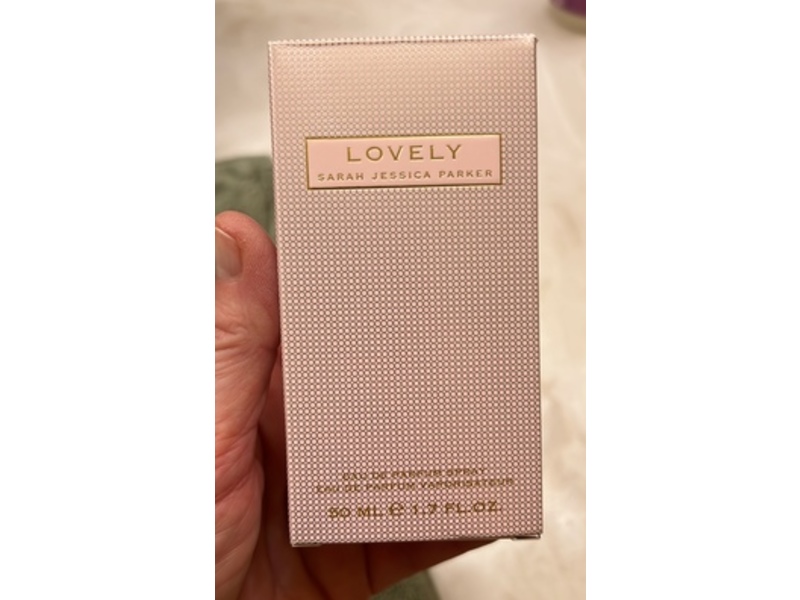 LOVELY
SARAH JESSICA PARKER
EAU DE PARFUM SPRAY
EAU DE PARFUM VAPORISATEUR
50 ML ℮ 1.7 FL.OZ.